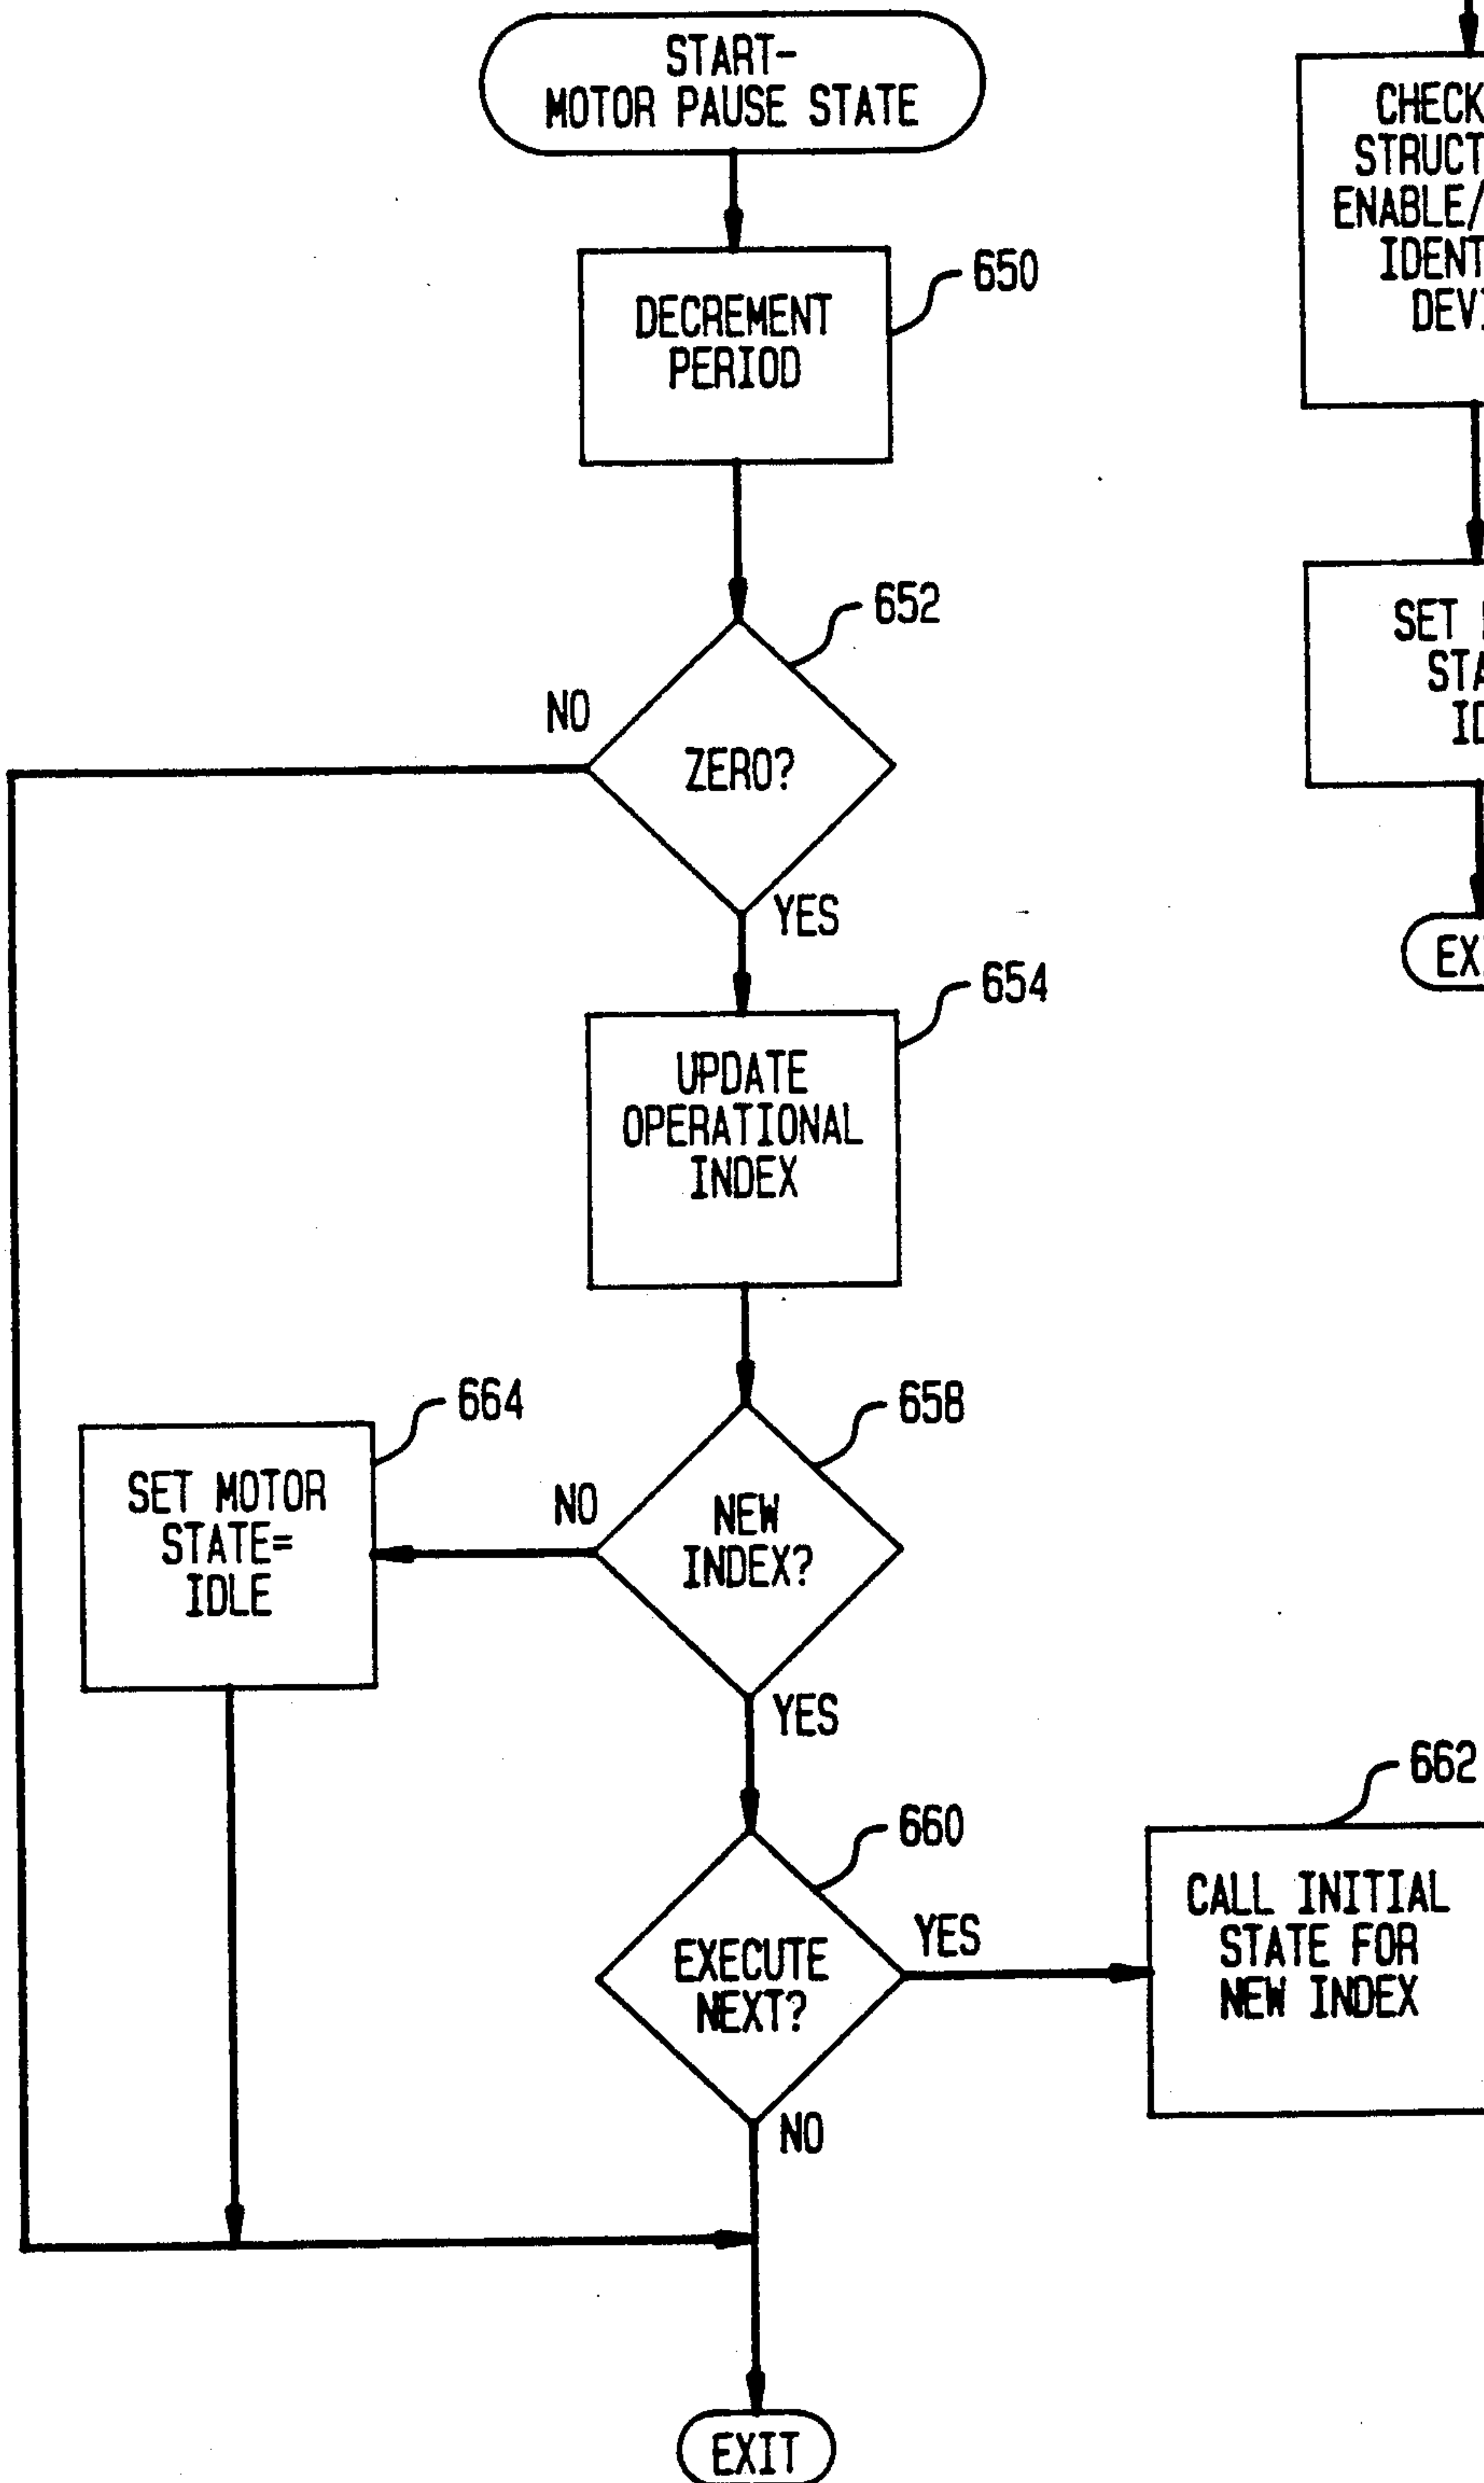 START-
MOTOR PAUSE STATE
DECREMENT
PERIOD
650
652
NO
ZERO?
YES
654
UPDATE
OPERATIONAL
INDEX
664
SET MOTOR
STATE=
IDLE
658
NO
NEW
INDEX?
YES
660
EXECUTE
NEXT?
YES
662
CALL INITIAL
STATE FOR
NEW INDEX
NO
EXIT
CHECK
STRUCT
ENABLE/
IDENT
DEV
SET
STA
ID
EX